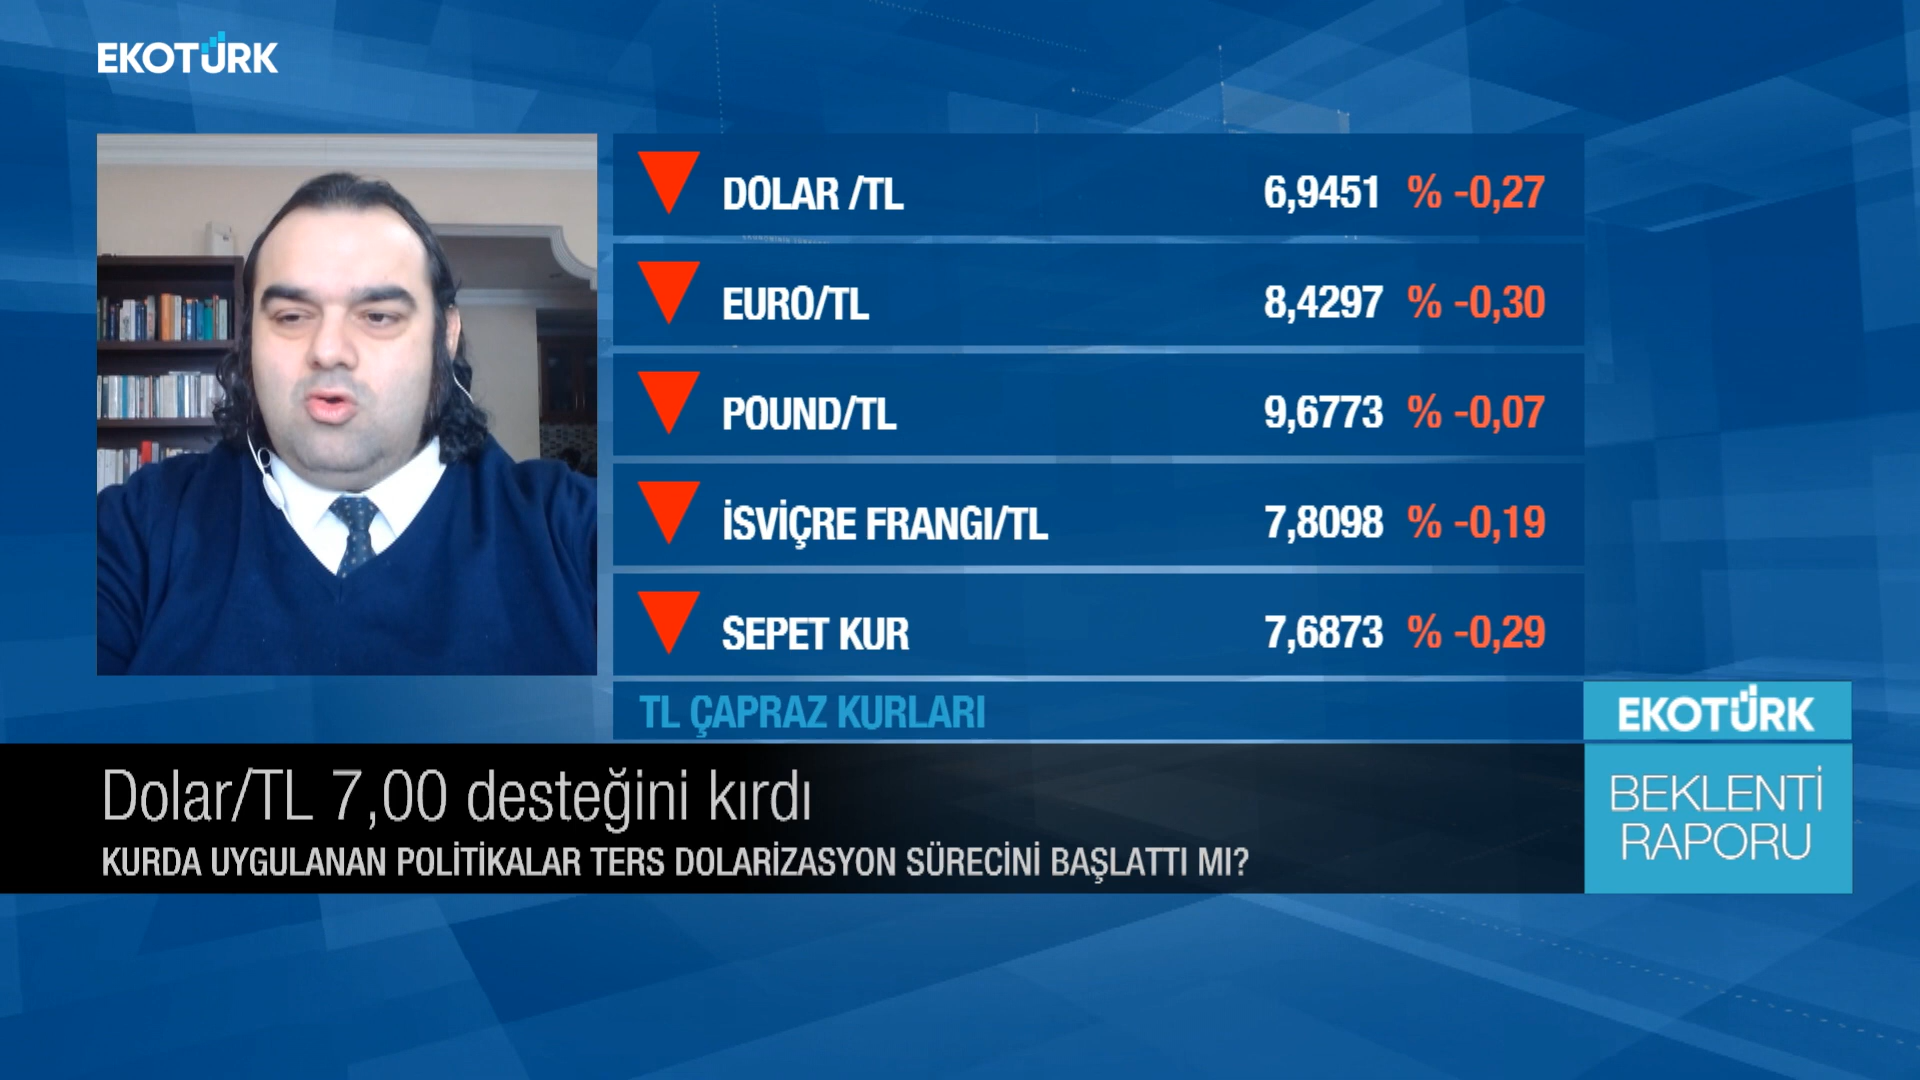 EKOTÜRK
DOLAR /TL 6,9451 % -0,27
EURO/TL 8,4297 % -0,30
POUND/TL 9,6773 % -0,07
İSVİÇRE FRANGI/TL 7,8098 % -0,19
SEPET KUR 7,6873 % -0,29
TL ÇAPRAZ KURLARI
EKOTÜRK
Dolar/TL 7,00 desteğini kırdı
KURDA UYGULANAN POLİTİKALAR TERS DOLARİZASYON SÜRECİNİ BAŞLATTI MI?
BEKLENTİ
RAPORU